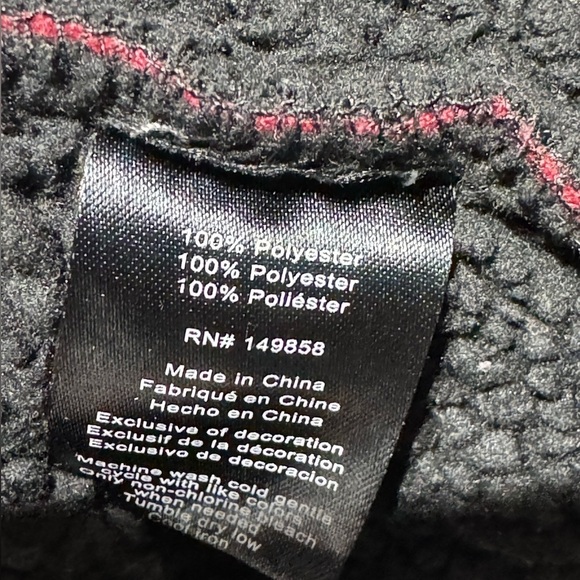 100% Polyester
100% Polyester
100% Poliéster
RN# 149858
Made in China
Fabriqué en Chine
Hecho en China
Exclusive of decoration
Exclusif de la décoration
Exclusivo de decoracion
Machine wash cold gentle
cycle with like colors
Only non-chlorine bleach
when needed
Tumble dry low
Cool iron